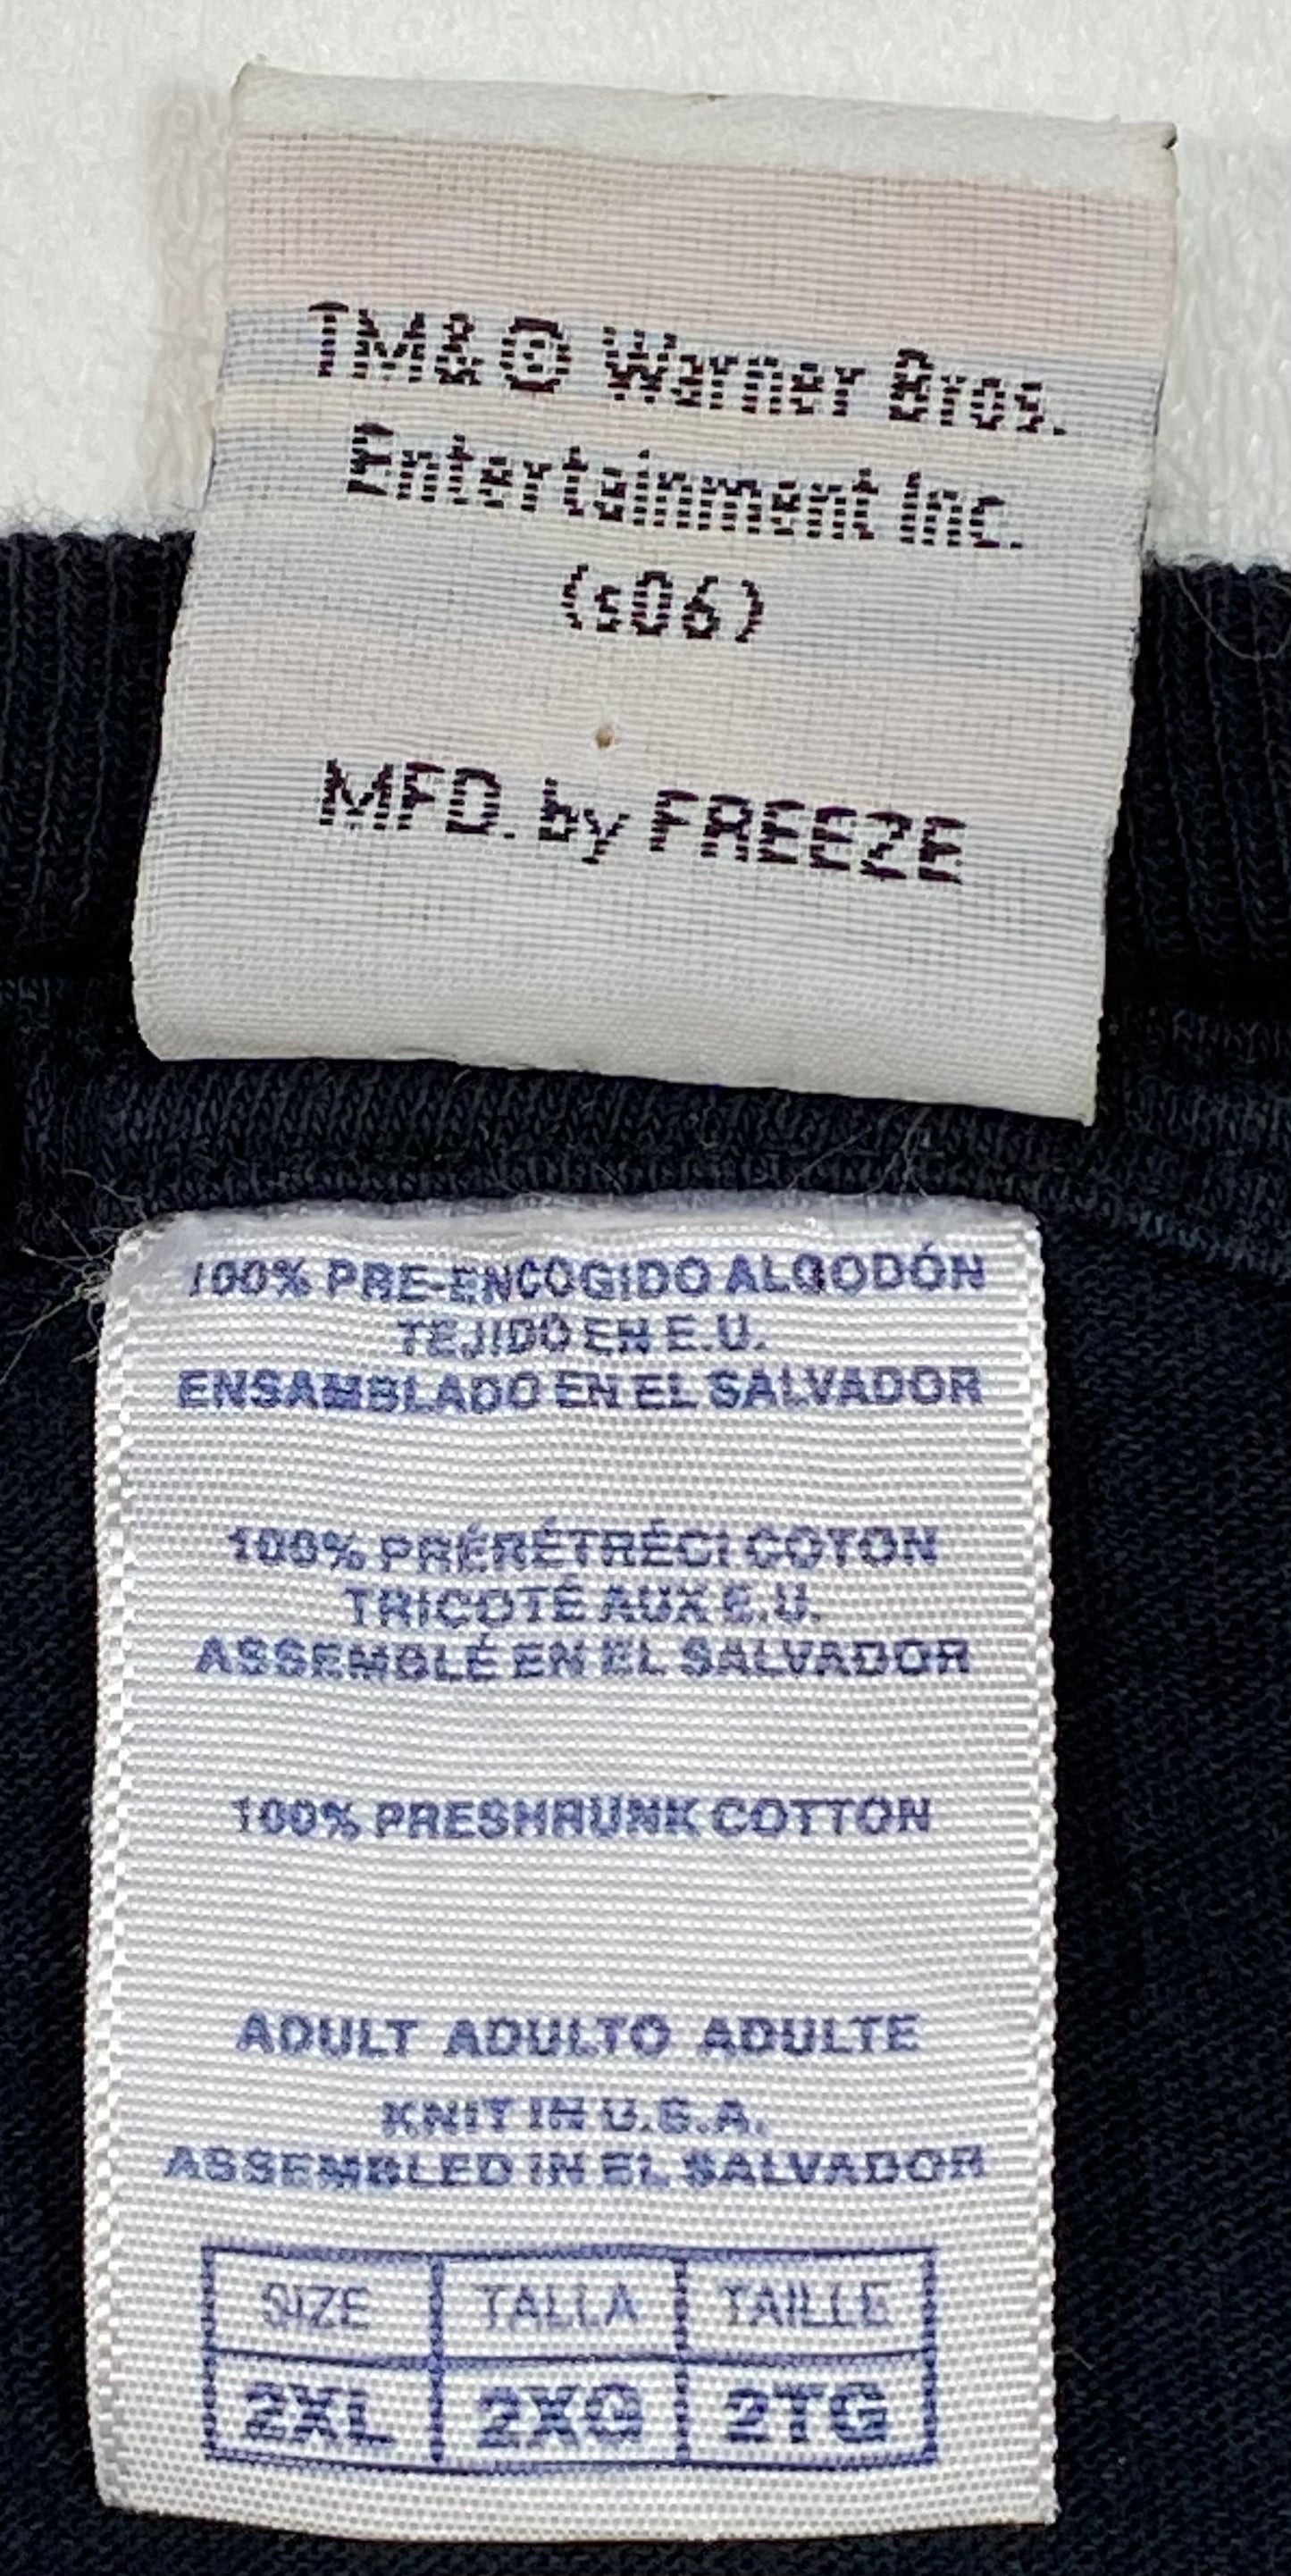 TM & © Warner Bros.
Entertainment Inc.
(s06)
MFD. by FREEZE
100% PRE-ENCOGIDO ALGODÓN
TEJIDO EN E.U.
ENSAMBLADO EN EL SALVADOR
100% PRÉRÉTRÉCI COTON
TRICOTÉ AUX E.U.
ASSEMBLÉ EN EL SALVADOR
100% PRESHRUNK COTTON
ADULT ADULTO ADULTE
KNIT IN U.S.A.
ASSEMBLED IN EL SALVADOR
SIZE TALLA TAILLE
2XL 2XG 2TG